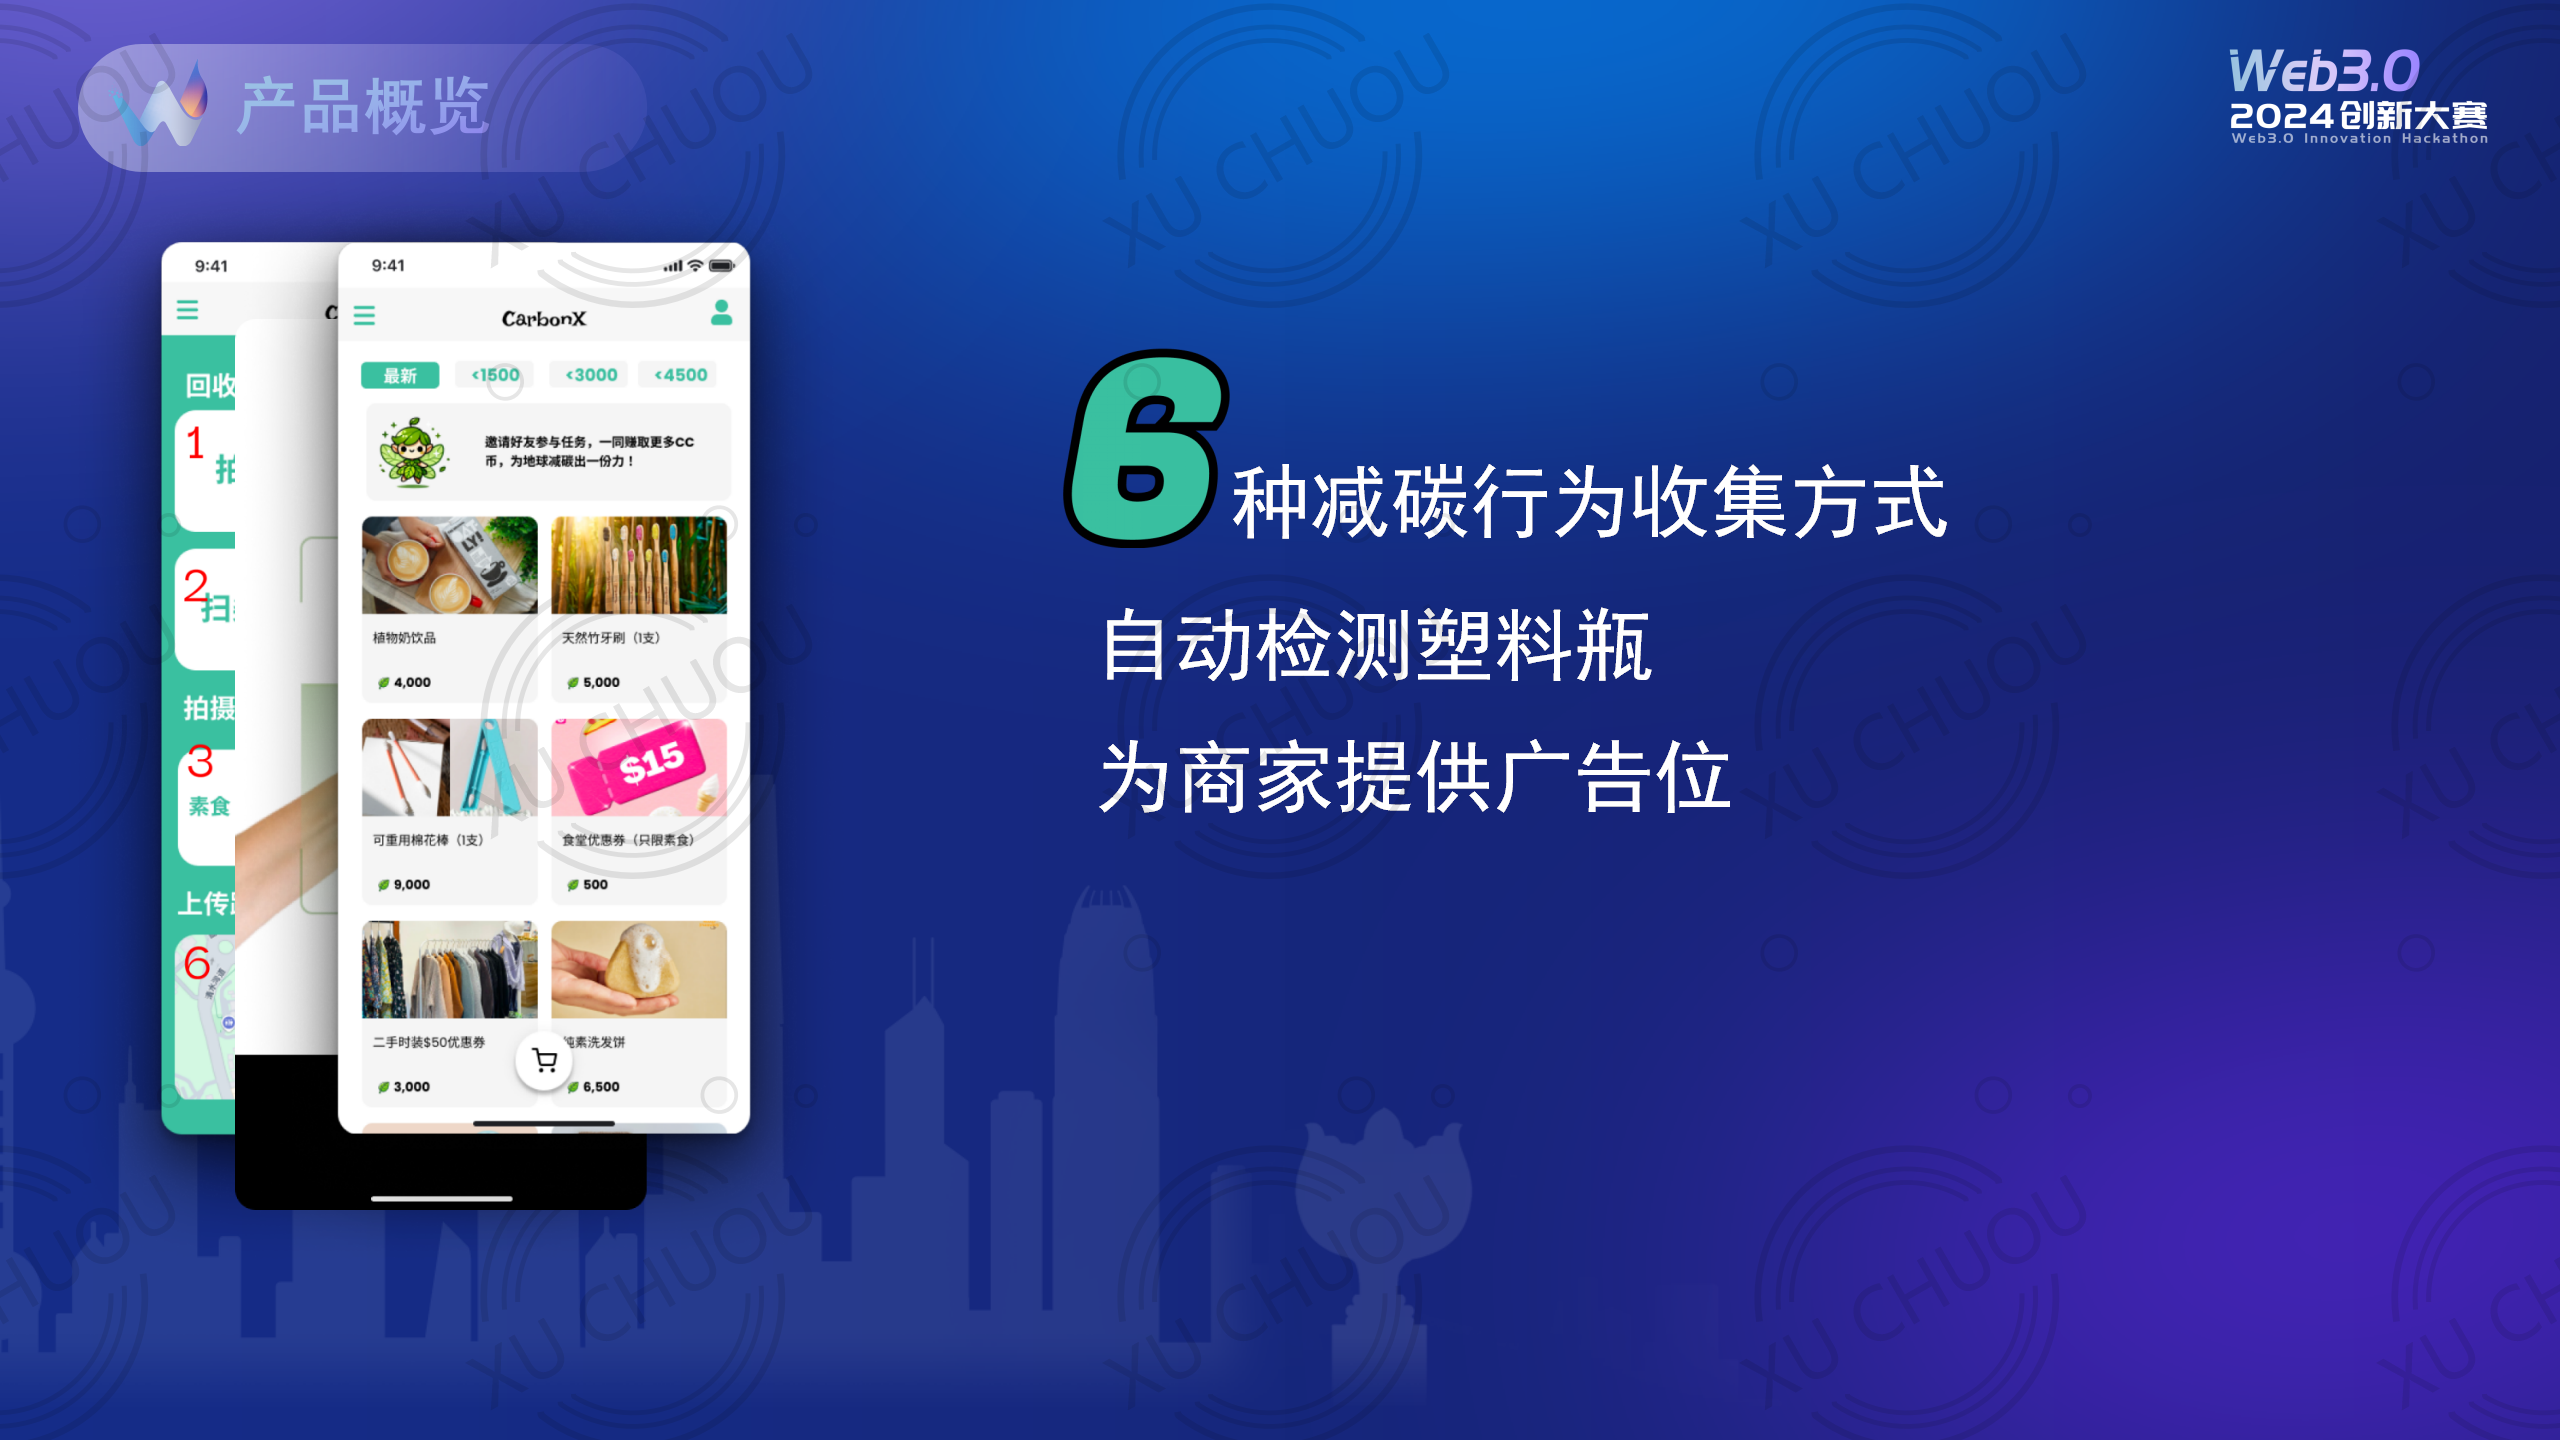 产品概览
Web3.0
2024创新大赛
Web3.0 Innovation Hackathon
9:41
回收
1
拍
2
扫
拍摄
3
素食
上传
6
9:41
CarbonX
最新
<1500
<3000
<4500
邀请好友参与任务，一同赚取更多CC
币，为地球减碳出一份力！
植物奶饮品
4,000
天然竹牙刷（1支）
5,000
可重用棉花棒（1支）
9,000
$15
食堂优惠券（只限素食）
500
二手时装$50优惠券
3,000
纯素洗发饼
6,500
6种减碳行为收集方式
自动检测塑料瓶
为商家提供广告位
XU CHUOU